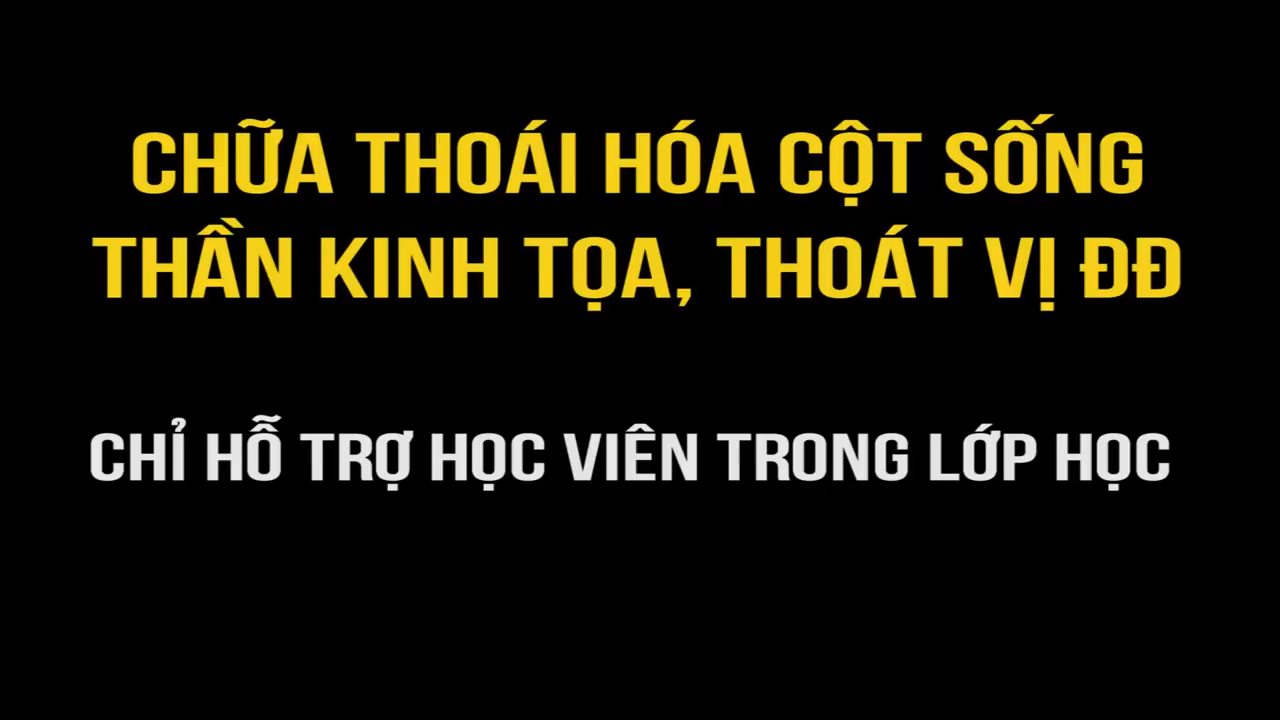 CHỮA THOÁI HÓA CỘT SỐNG
THẦN KINH TỌA, THOÁT VỊ ĐĐ
CHỈ HỖ TRỢ HỌC VIÊN TRONG LỚP HỌC